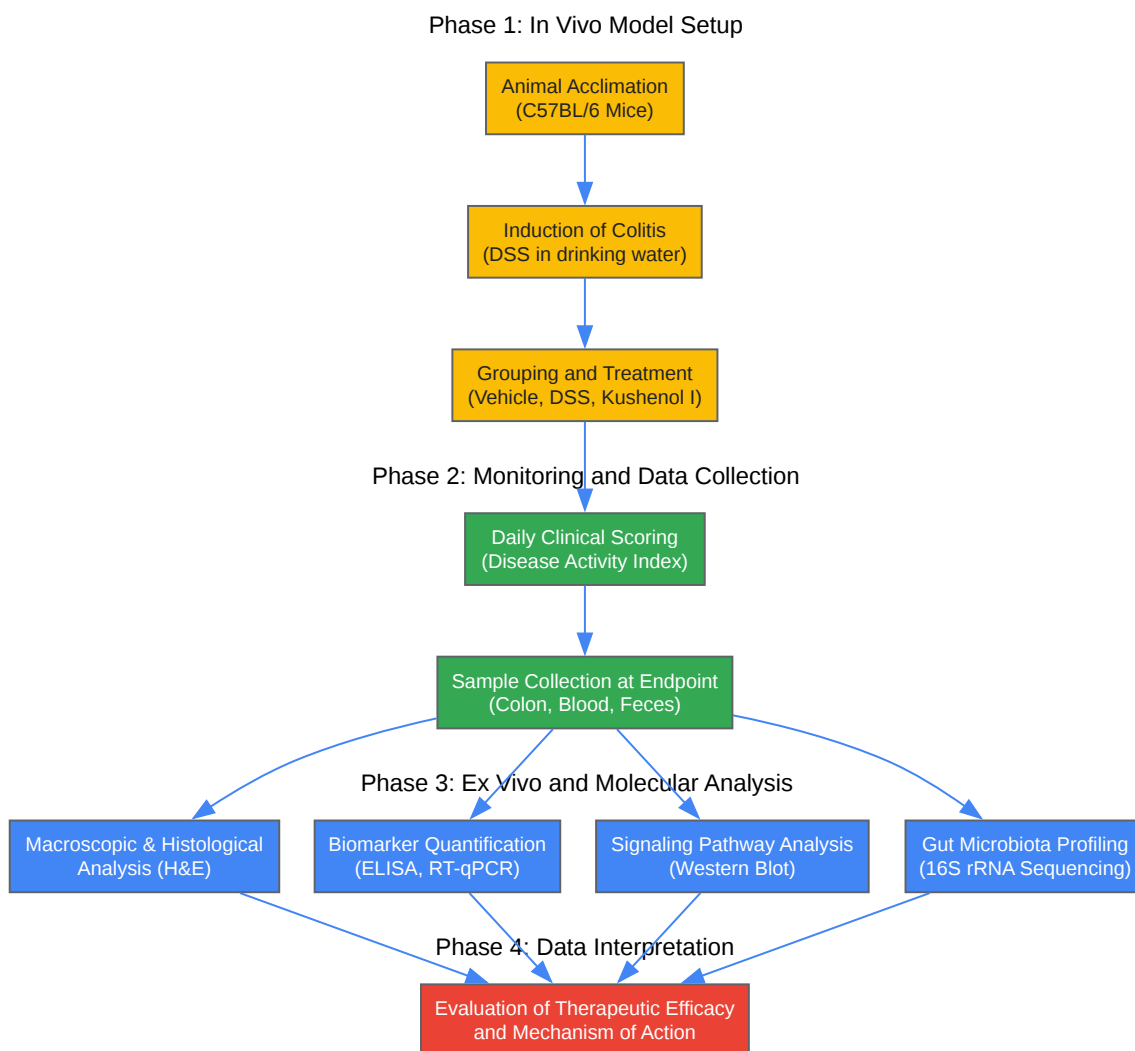 Phase 1: In Vivo Model Setup
Animal Acclimation
(C57BL/6 Mice)
Induction of Colitis
(DSS in drinking water)
Grouping and Treatment
(Vehicle, DSS, Kushenol I)
Phase 2: Monitoring and Data Collection
Daily Clinical Scoring
(Disease Activity Index)
Sample Collection at Endpoint
(Colon, Blood, Feces)
Phase 3: Ex Vivo and Molecular Analysis
Macroscopic & Histological
Analysis (H&E)
Biomarker Quantification
(ELISA, RT-qPCR)
Signaling Pathway Analysis
(Western Blot)
Gut Microbiota Profiling
(16S rRNA Sequencing)
Phase 4: Data Interpretation
Evaluation of Therapeutic Efficacy
and Mechanism of Action